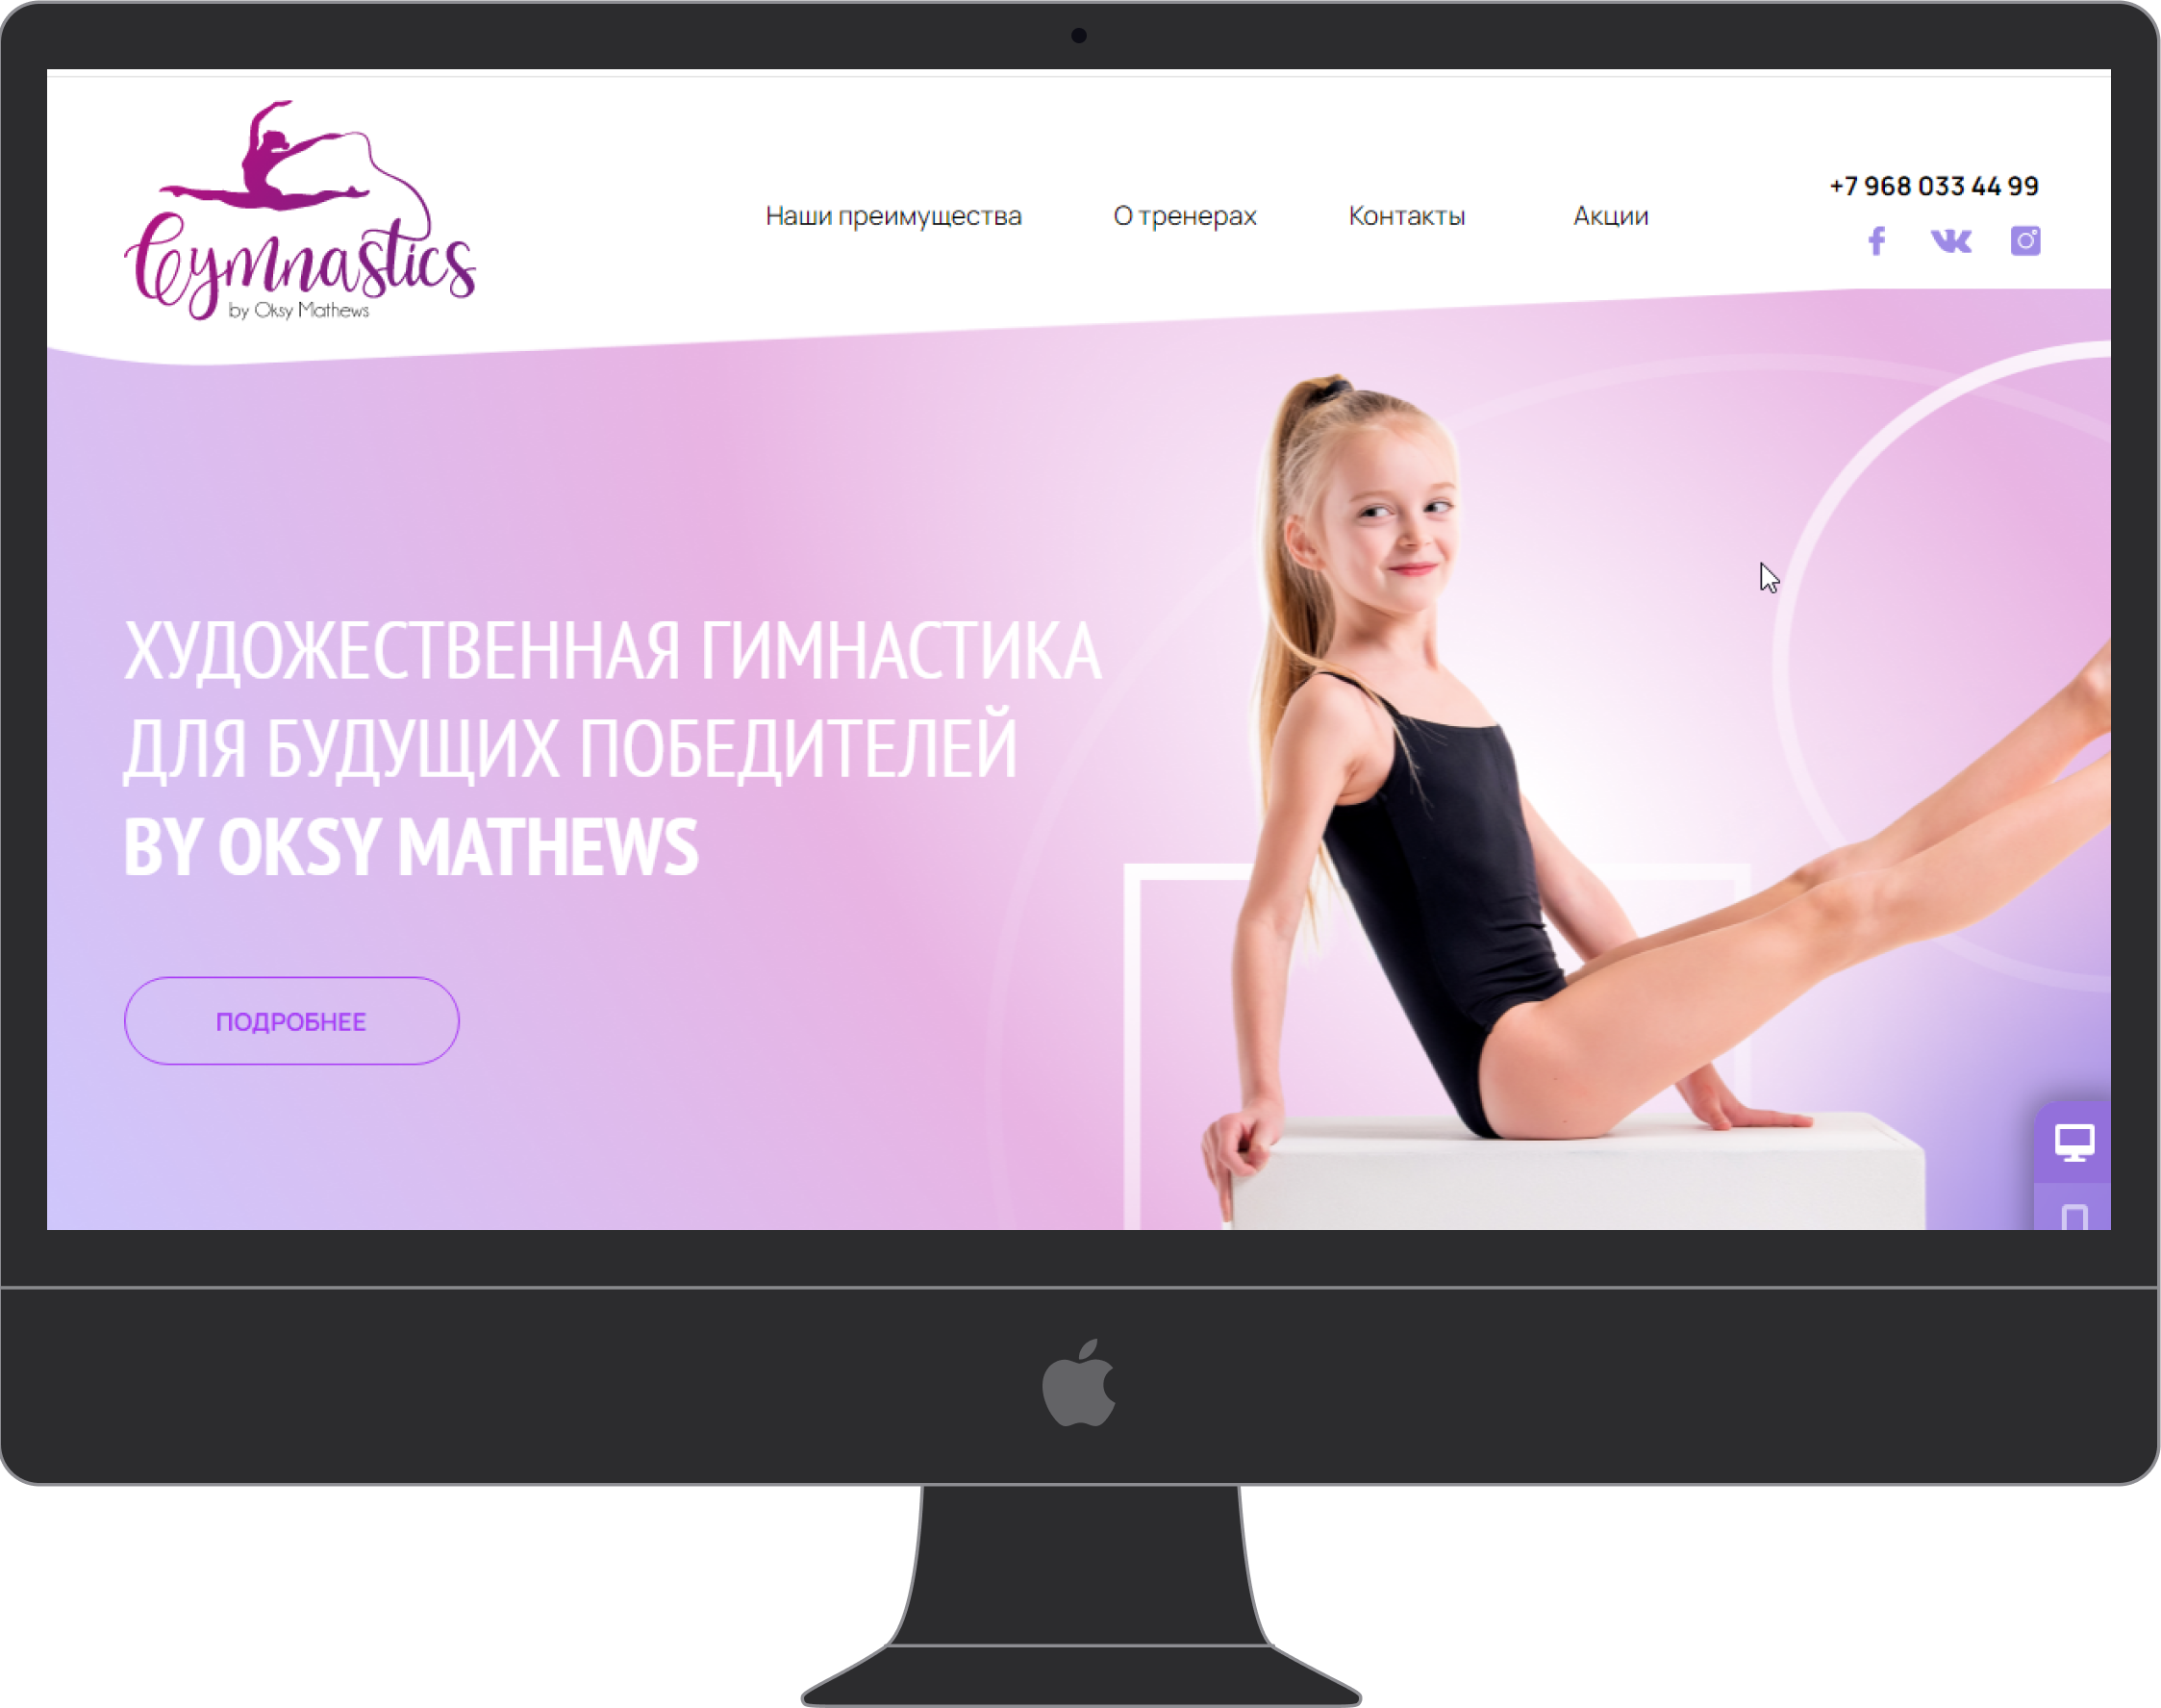 Gymnastics
by Oksy Mathews
Наши преимущества
О тренерах
Контакты
Акции
+7 968 033 44 99
ХУДОЖЕСТВЕННАЯ ГИМНАСТИКА
ДЛЯ БУДУЩИХ ПОБЕДИТЕЛЕЙ
BY OKSY MATHEWS
ПОДРОБНЕЕ